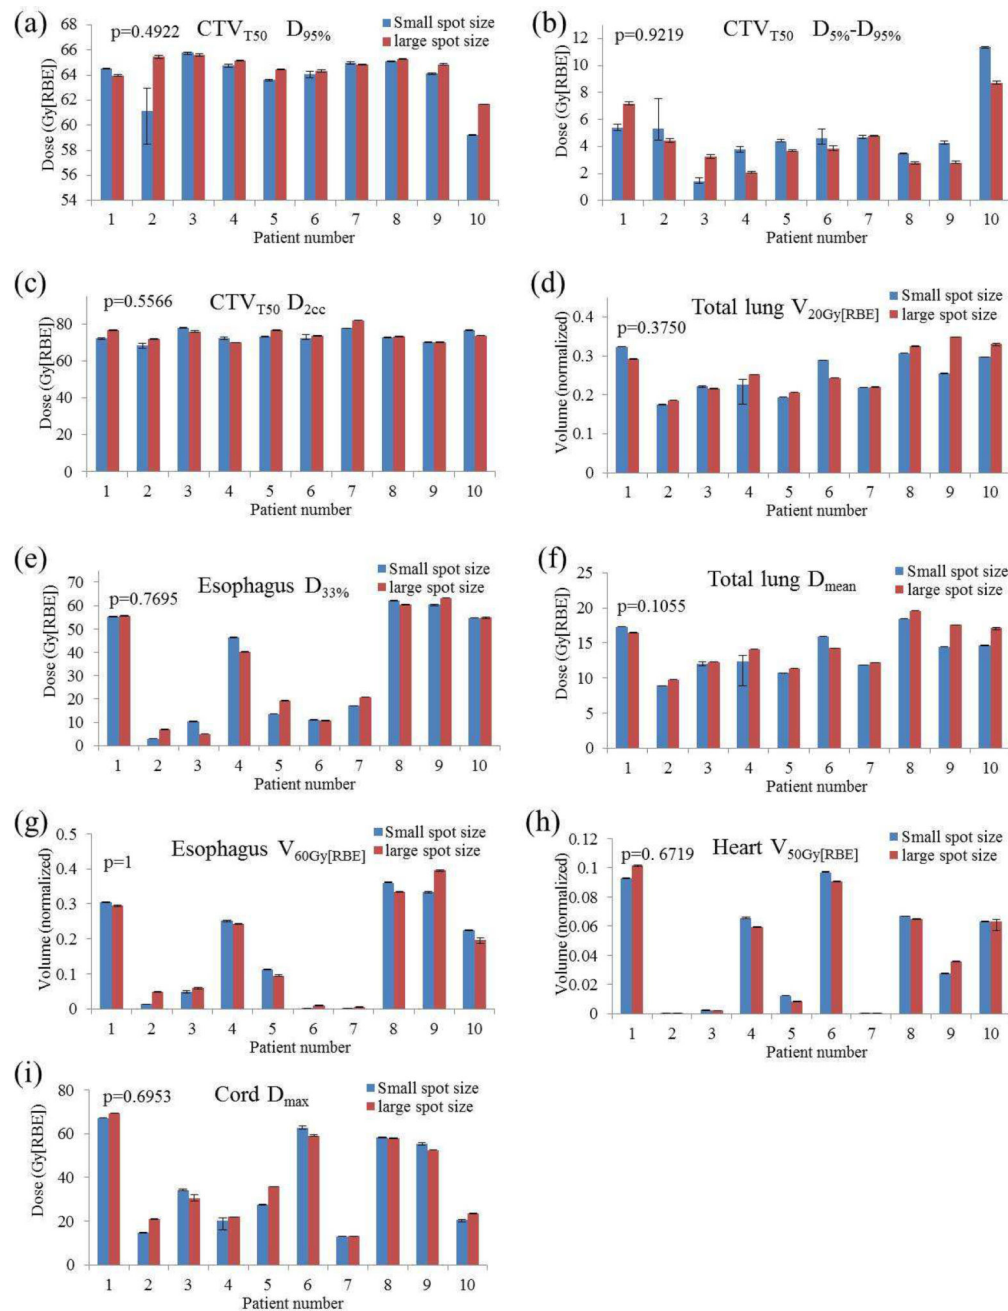 (a)
p=0.4922
CTV_T50 D_95%
Small spot size
large spot size
Dose (Gy[RBE])
68
66
64
62
60
58
56
54
1 2 3 4 5 6 7 8 9 10
Patient number
(b)
p=0.9219
CTV_T50 D_5%-D_95%
Dose (Gy[RBE])
12
10
8
6
4
2
0
1 2 3 4 5 6 7 8 9 10
Patient number
(c)
p=0.5566
CTV_T50 D_2cc
Dose (Gy[RBE])
100
80
60
40
20
0
1 2 3 4 5 6 7 8 9 10
Patient number
(d)
Total lung V_20Gy[RBE]
Small spot size
large spot size
p=0.3750
Volume (normalized)
0.4
0.3
0.2
0.1
0
1 2 3 4 5 6 7 8 9 10
Patient number
(e)
Esophagus D_33%
Small spot size
large spot size
p=0.7695
Dose (Gy[RBE])
70
60
50
40
30
20
10
0
1 2 3 4 5 6 7 8 9 10
Patient number
(f)
Total lung D_mean
Small spot size
large spot size
p=0.1055
Dose (Gy[RBE])
25
20
15
10
5
0
1 2 3 4 5 6 7 8 9 10
Patient number
(g)
p=1
Esophagus V_60Gy[RBE]
Small spot size
large spot size
Volume (normalized)
0.5
0.4
0.3
0.2
0.1
0
1 2 3 4 5 6 7 8 9 10
Patient number
(h)
p=0. 6719
Heart V_50Gy[RBE]
Small spot size
large spot size
Volume (normalized)
0.12
0.1
0.08
0.06
0.04
0.02
0
1 2 3 4 5 6 7 8 9 10
Patient number
(i)
p=0.6953
Cord D_max
Small spot size
large spot size
Dose (Gy[RBE])
80
60
40
20
0
1 2 3 4 5 6 7 8 9 10
Patient number